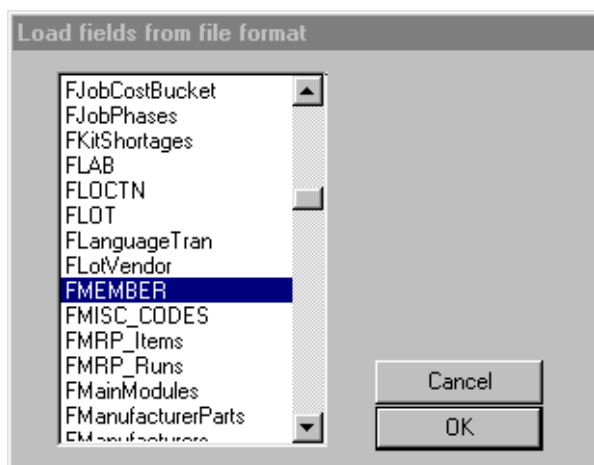 Load fields from file format
FJobCostBucket
FJobPhases
FKitShortages
FLAB
FLOCTN
FLOT
FLanguageTran
FLotVendor
FMEMBER
FMISC_CODES
FMRP_Items
FMRP_Runs
FMainModules
FManufacturerParts
FManufacturers
Cancel
OK